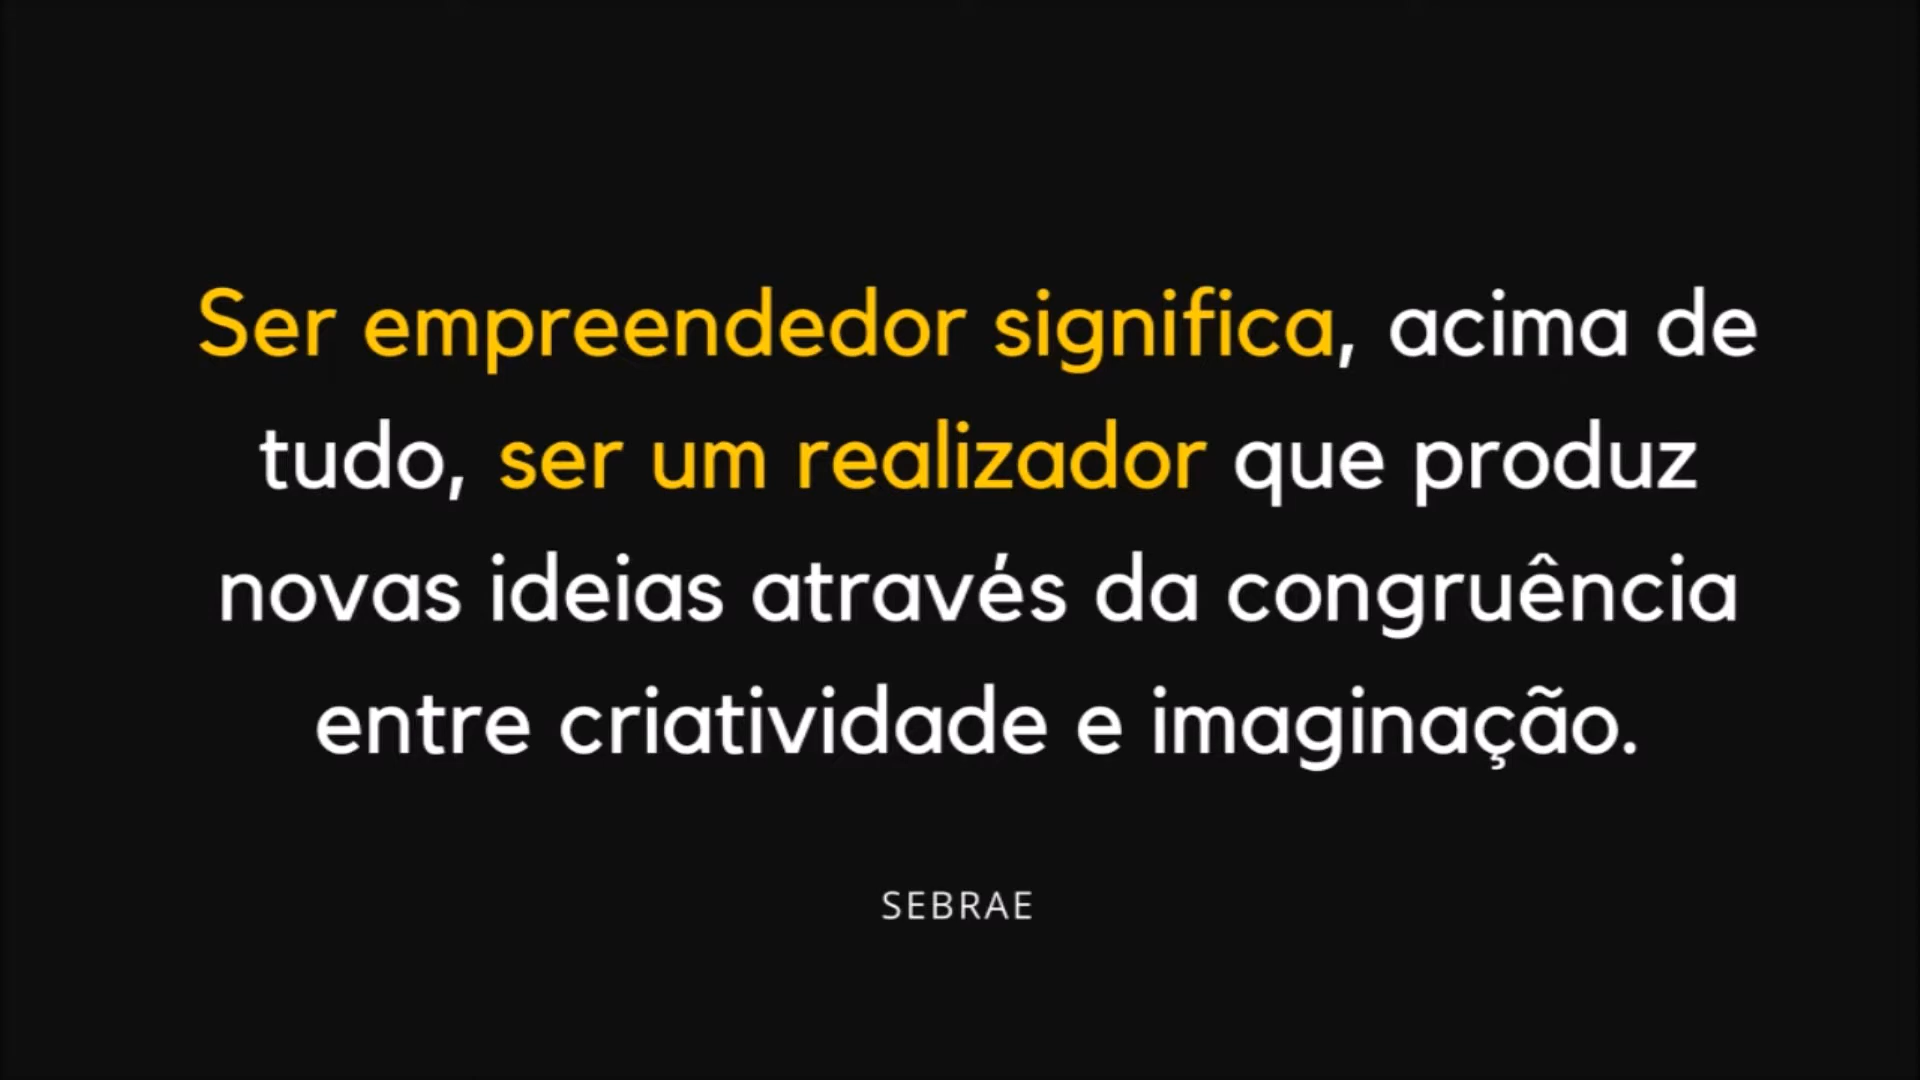 Ser empreendedor significa, acima de
tudo, ser um realizador que produz
novas ideias através da congruência
entre criatividade e imaginação.
SEBRAE